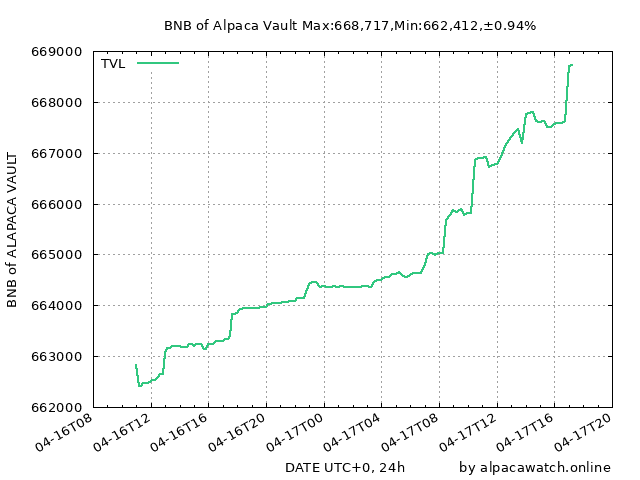 BNB of Alpaca Vault Max:668,717,Min:662,412,±0.94%
TVL
669000
668000
667000
666000
665000
664000
663000
662000
BNB of ALAPACA VAULT
04-16T08
04-16T12
04-16T16
04-16T20
04-17T00
04-17T04
04-17T08
04-17T12
04-17T16
04-17T20
DATE UTC+0, 24h
by alpacawatch.online